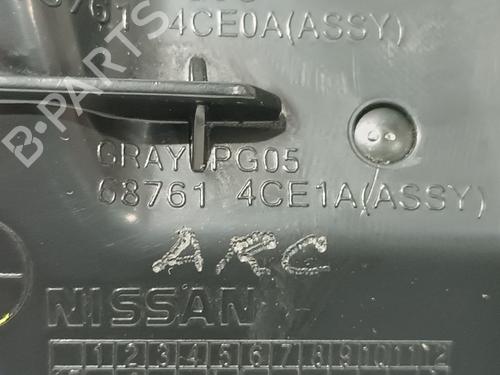 68761 4CE0A(ASSY)
GRAY PG05
68761 4CE1A(ASSY)
ARC
NISSAN
1 2 3 4 5 6 7 8 9 10 11 12
B-PARTS